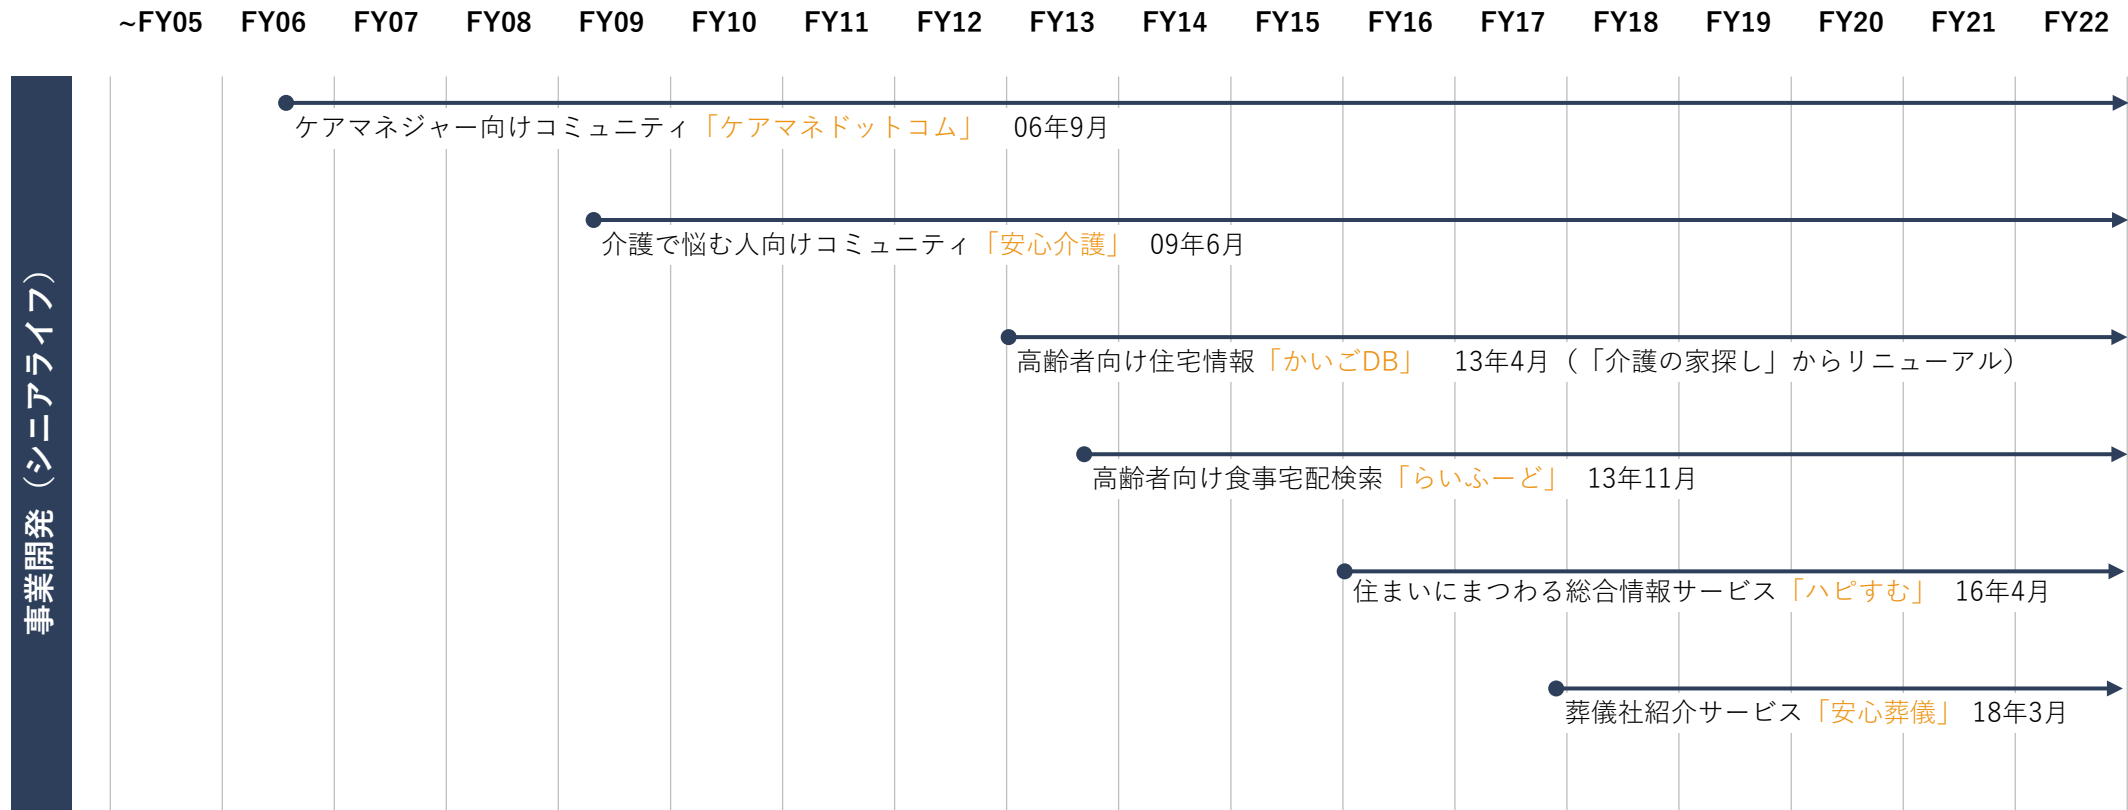 ~FY05 FY06 FY07 FY08 FY09 FY10 FY11 FY12 FY13 FY14 FY15 FY16 FY17 FY18 FY19 FY20 FY21 FY22
事業開発（シニアライフ）
ケアマネジャー向けコミュニティ「ケアマネドットコム」 06年9月
介護で悩む人向けコミュニティ「安心介護」 09年6月
高齢者向け住宅情報「かいごDB」 13年4月（「介護の家探し」からリニューアル）
高齢者向け食事宅配検索「らいふーど」 13年11月
住まいにまつわる総合情報サービス「ハピすむ」 16年4月
葬儀社紹介サービス「安心葬儀」 18年3月